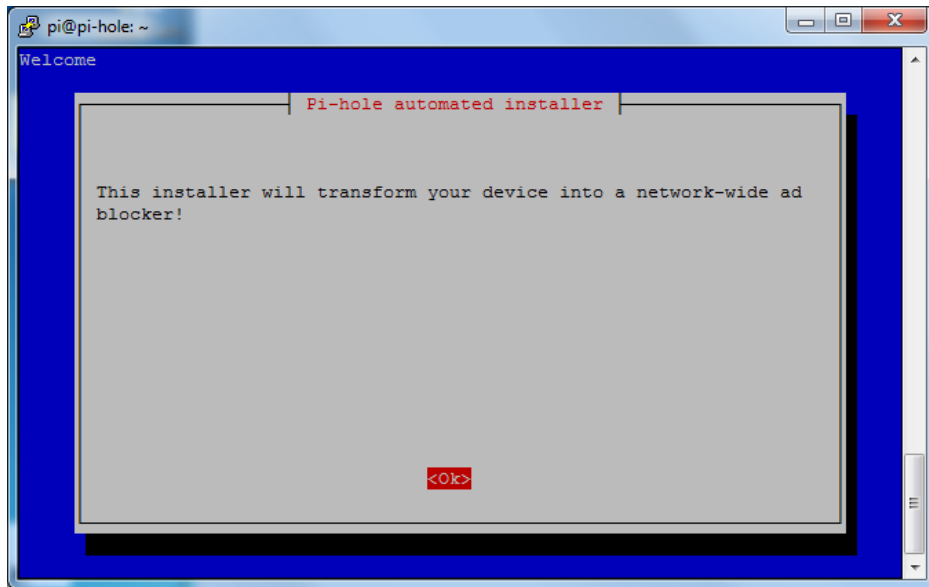 pi@pi-hole: ~
Welcome
Pi-hole automated installer
This installer will transform your device into a network-wide ad
blocker!
<Ok>